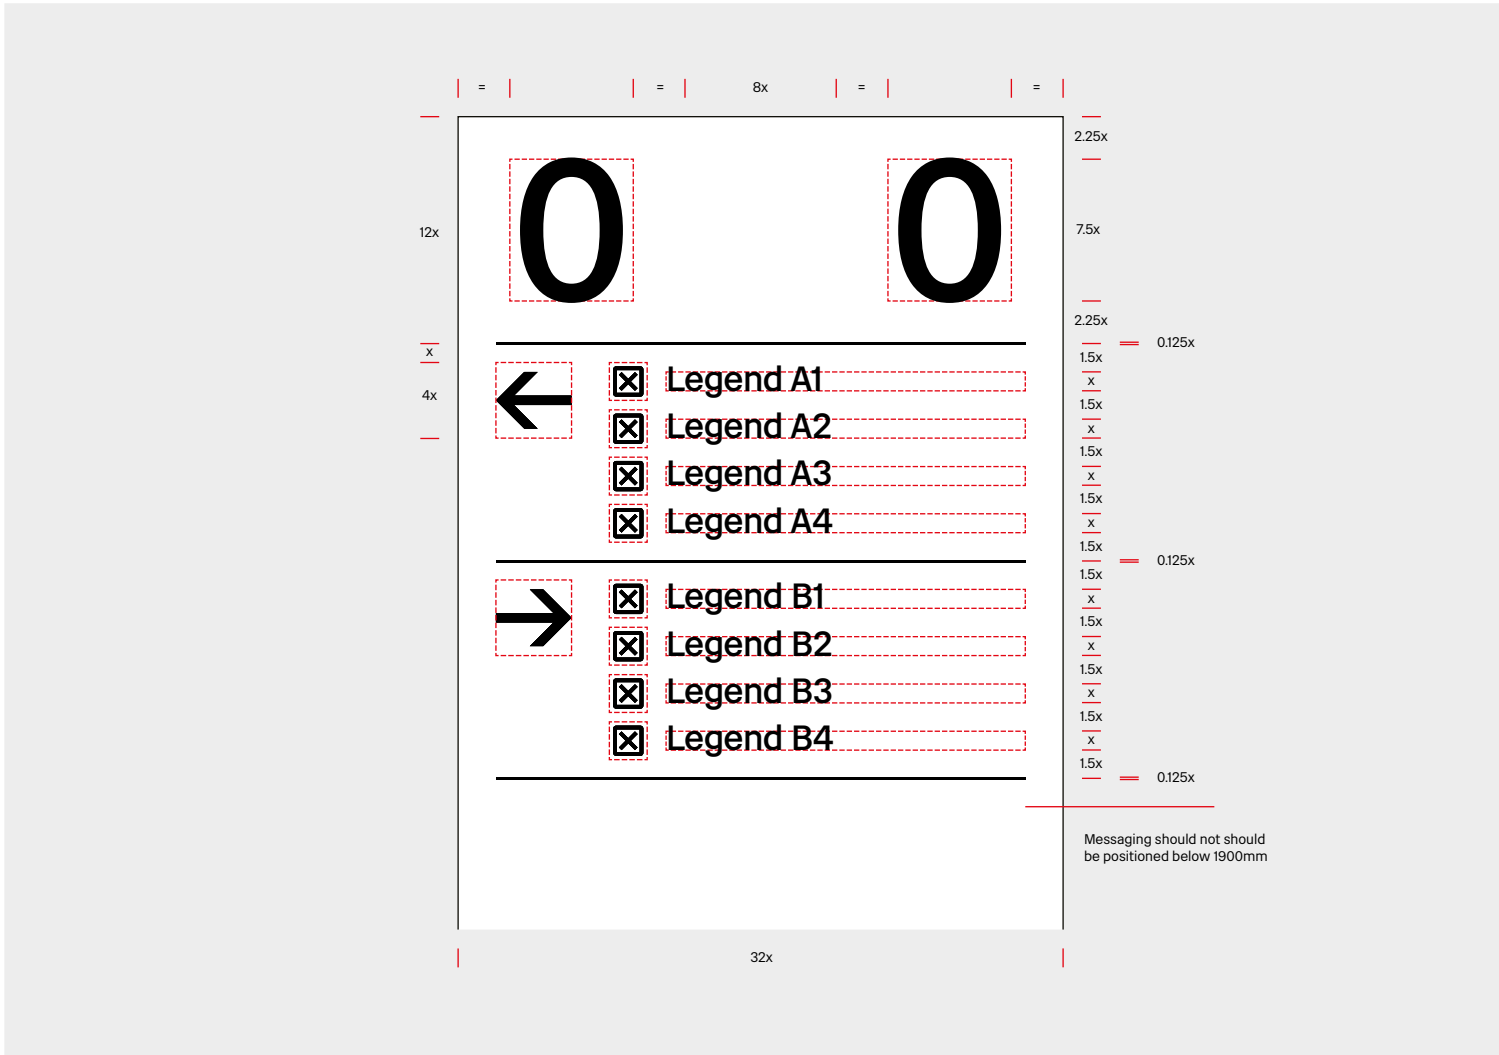 = = 8x = =
2.25x
0 0
12x 7.5x
2.25x
0.125x
x 1.5x
Legend A1 x
4x 1.5x
Legend A2 x
1.5x
Legend A3 x
1.5x
Legend A4 x
1.5x
0.125x
1.5x
Legend B1 x
1.5x
Legend B2 x
1.5x
Legend B3 x
1.5x
Legend B4 x
1.5x
0.125x
Messaging should not should
be positioned below 1900mm
32x